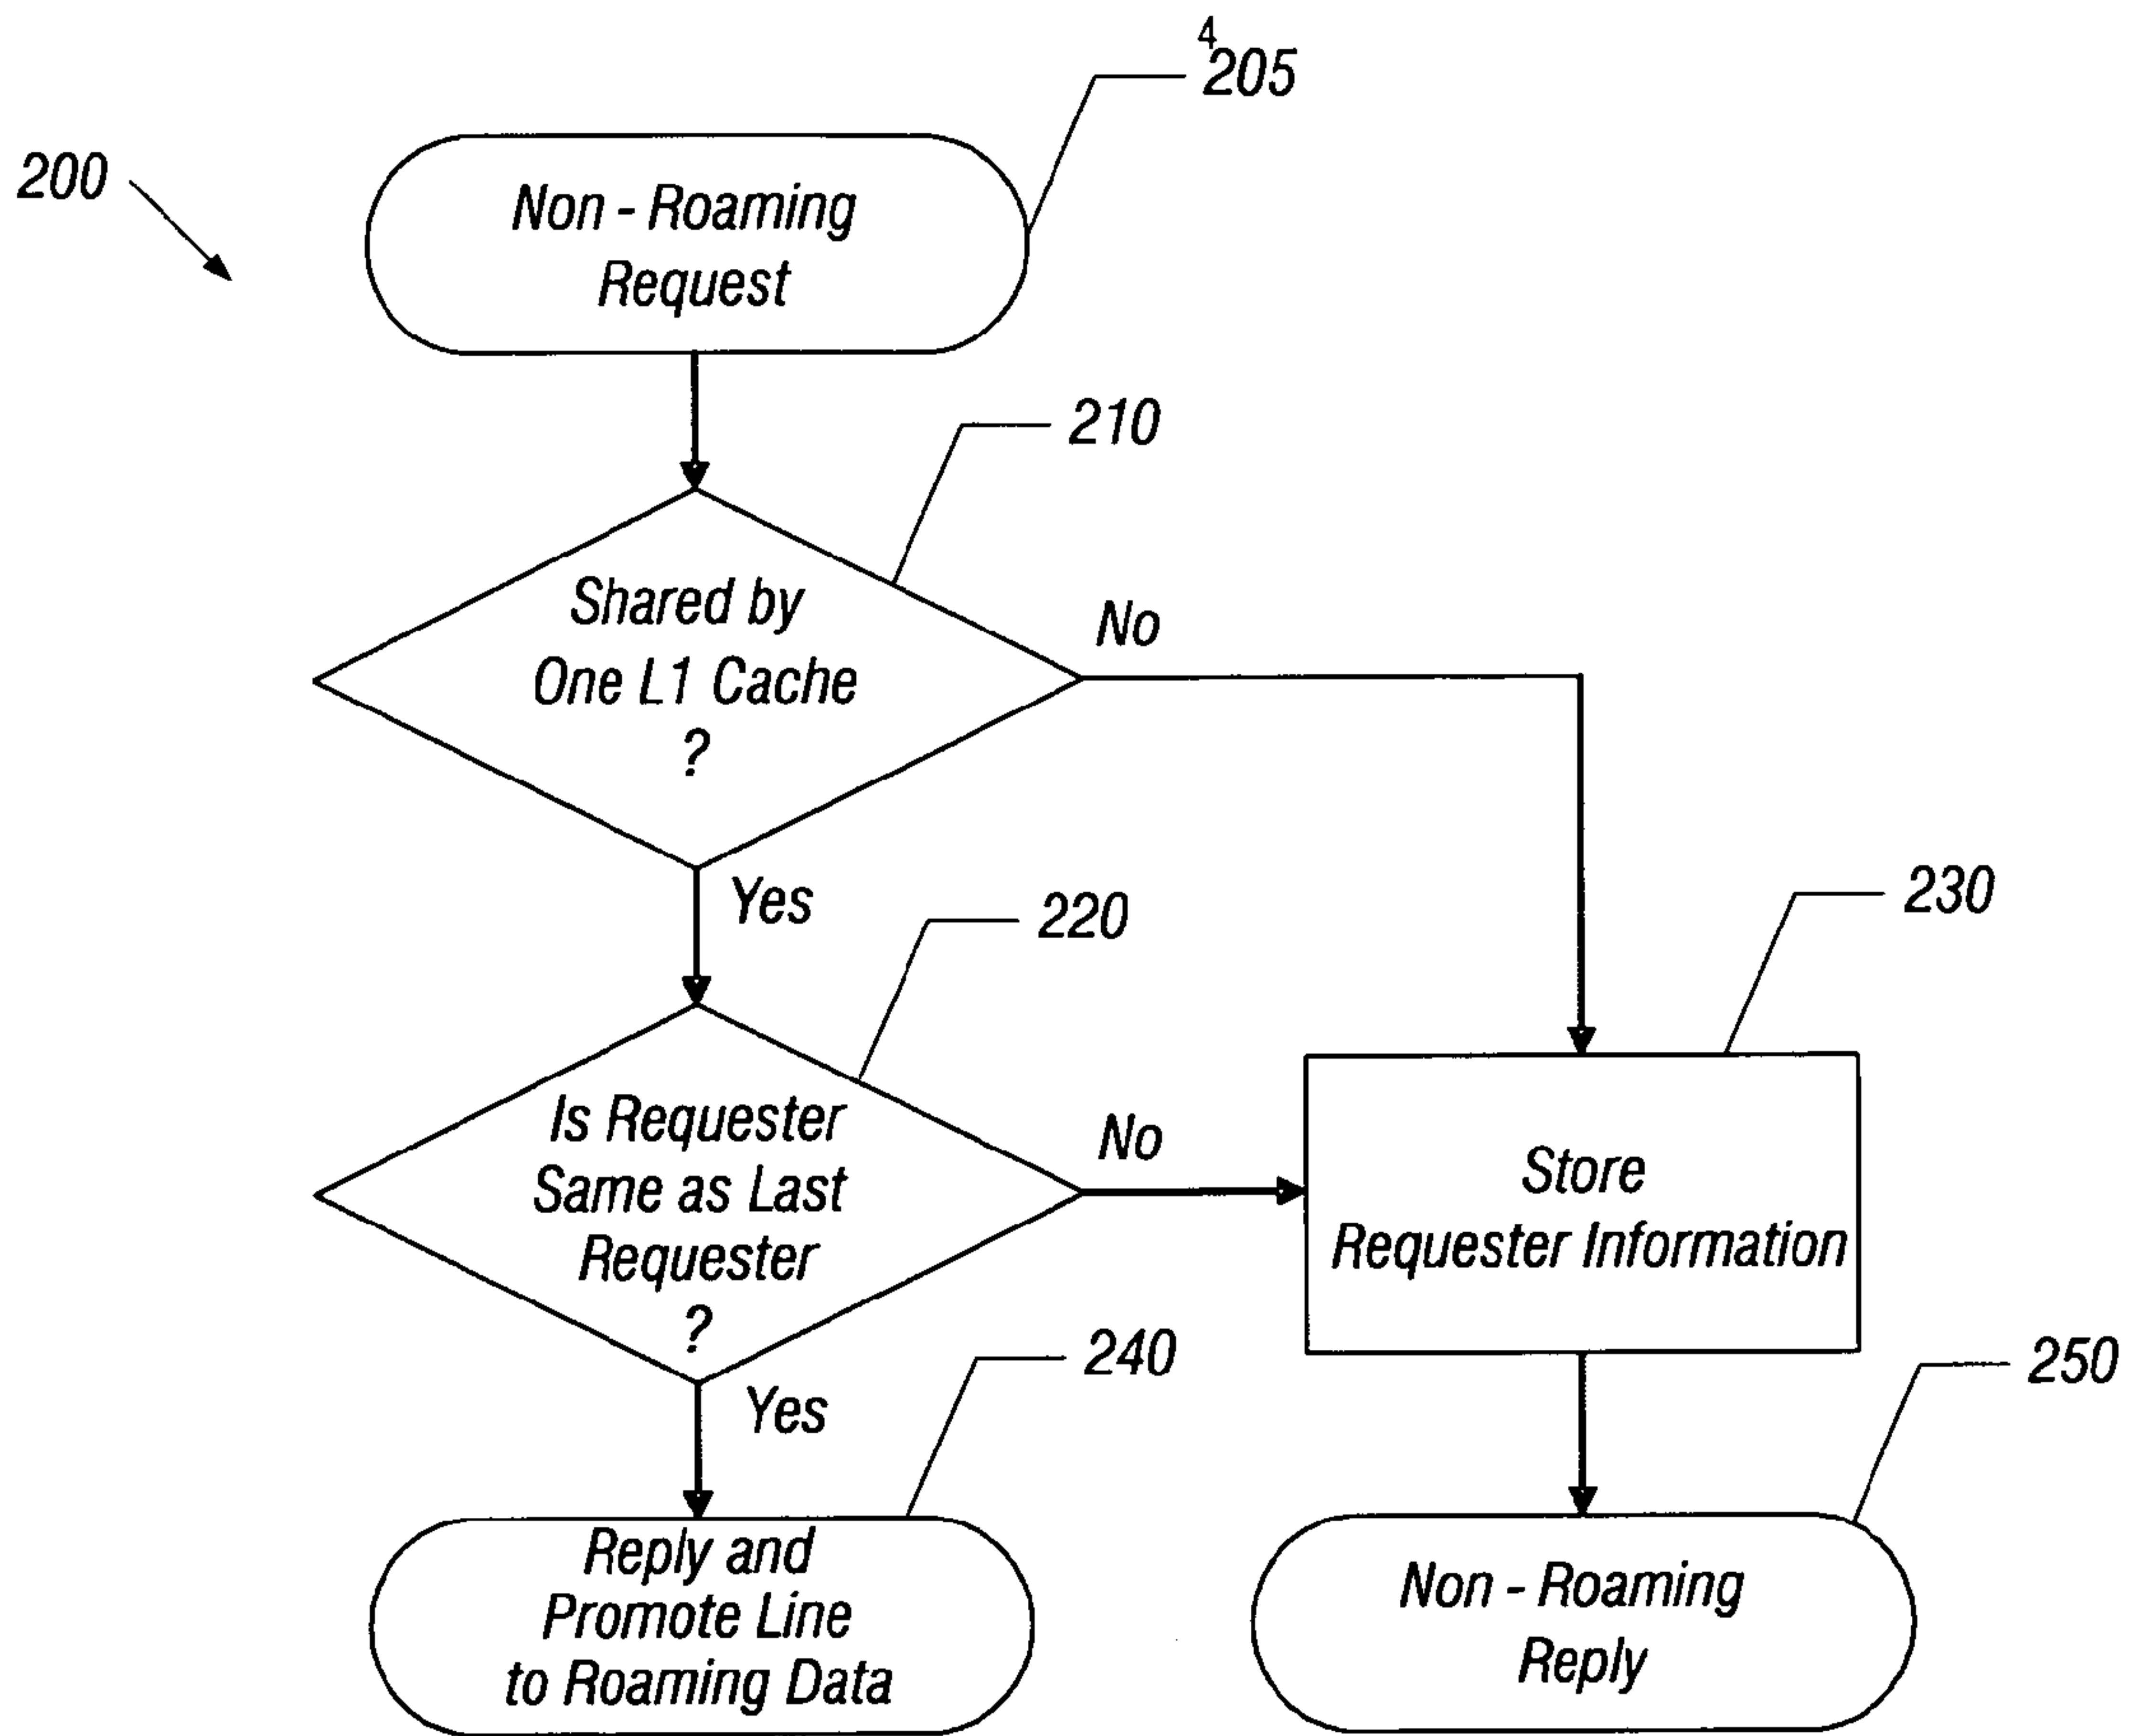 4
205
200
Non - Roaming
Request
210
Shared by
One L1 Cache
?
No
Yes
220
230
Is Requester
Same as Last
Requester
?
No
Store
Requester Information
Yes
240
250
Reply and
Promote Line
to Roaming Data
Non - Roaming
Reply